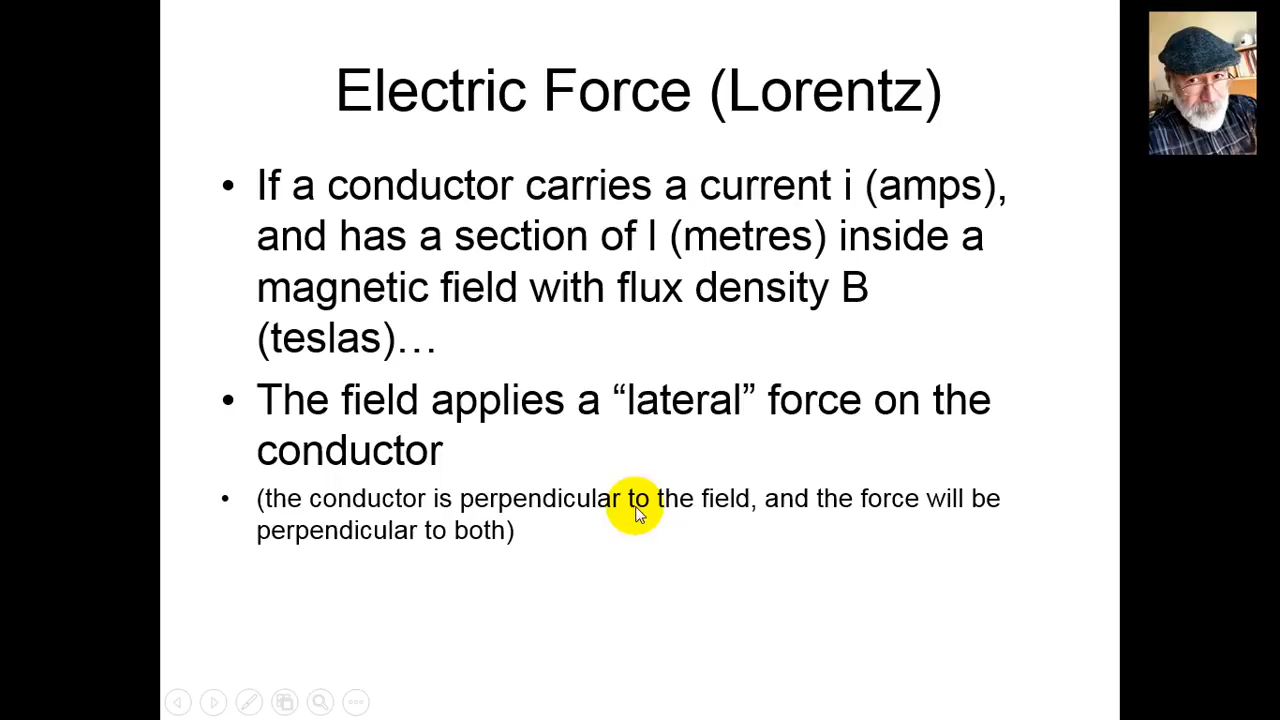 Electric Force (Lorentz)
• If a conductor carries a current i (amps),
and has a section of l (metres) inside a
magnetic field with flux density B
(teslas)…
• The field applies a “lateral” force on the
conductor
• (the conductor is perpendicular to the field, and the force will be
perpendicular to both)